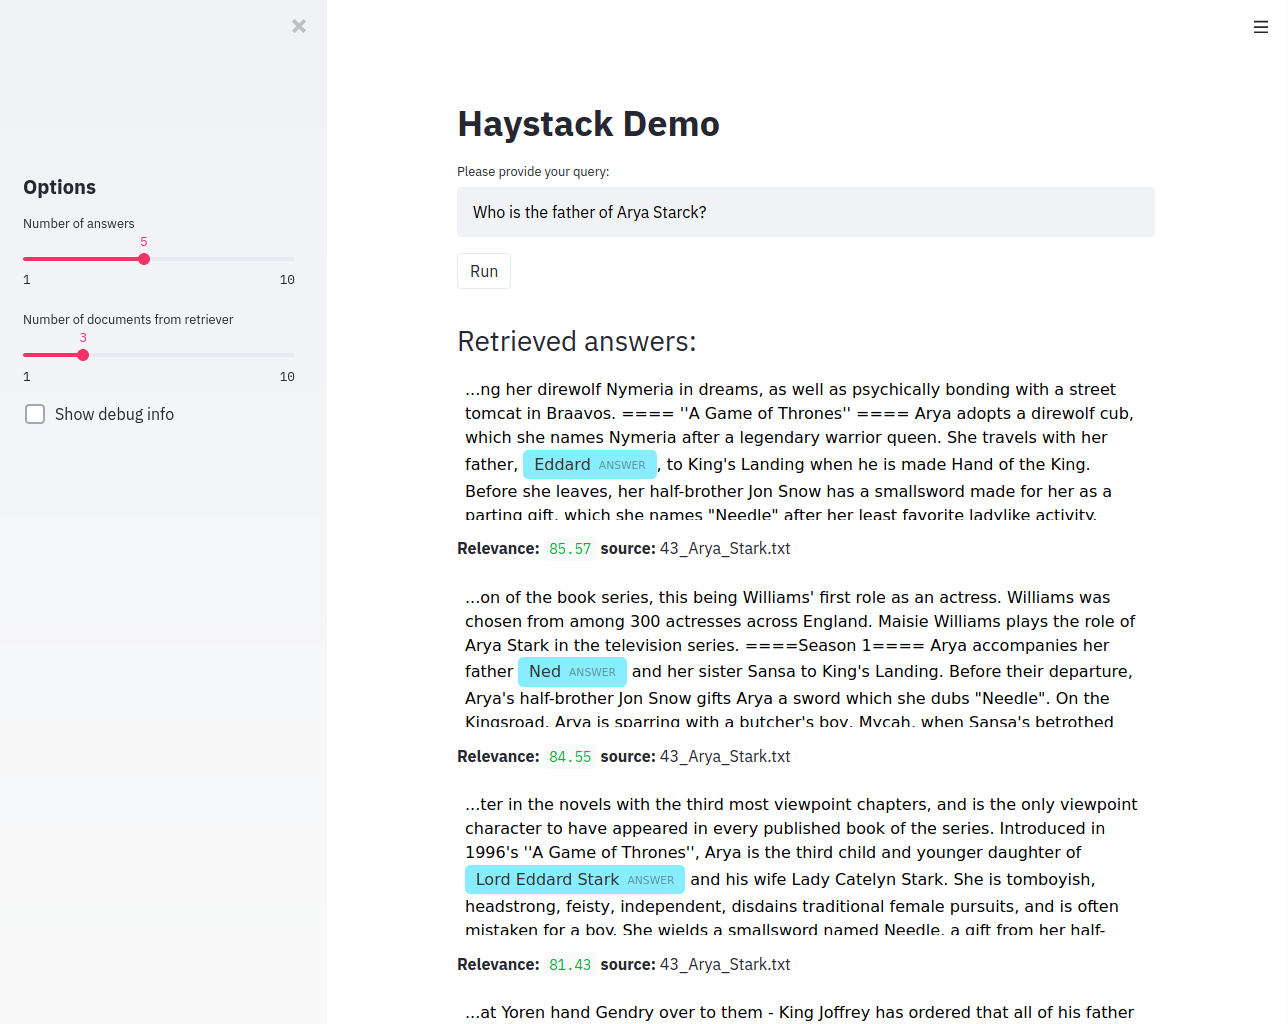 ×
Options
Number of answers
5
1 10
Number of documents from retriever
3
1 10
Show debug info
Haystack Demo
Please provide your query:
Who is the father of Arya Starck?
Run
Retrieved answers:
...ng her direwolf Nymeria in dreams, as well as psychically bonding with a street
tomcat in Braavos. ==== ''A Game of Thrones'' ==== Arya adopts a direwolf cub,
which she names Nymeria after a legendary warrior queen. She travels with her
father, Eddard ANSWER , to King's Landing when he is made Hand of the King.
Before she leaves, her half-brother Jon Snow has a smallsword made for her as a
parting gift, which she names "Needle" after her least favorite ladylike activity.
Relevance: 85.57 source: 43_Arya_Stark.txt
...on of the book series, this being Williams' first role as an actress. Williams was
chosen from among 300 actresses across England. Maisie Williams plays the role of
Arya Stark in the television series. ====Season 1==== Arya accompanies her
father Ned ANSWER and her sister Sansa to King's Landing. Before their departure,
Arya's half-brother Jon Snow gifts Arya a sword which she dubs "Needle". On the
Kingsroad, Arya is sparring with a butcher's boy, Mycah, when Sansa's betrothed
Relevance: 84.55 source: 43_Arya_Stark.txt
...ter in the novels with the third most viewpoint chapters, and is the only viewpoint
character to have appeared in every published book of the series. Introduced in
1996's ''A Game of Thrones'', Arya is the third child and younger daughter of
Lord Eddard Stark ANSWER and his wife Lady Catelyn Stark. She is tomboyish,
headstrong, feisty, independent, disdains traditional female pursuits, and is often
mistaken for a boy. She wields a smallsword named Needle, a gift from her half-
Relevance: 81.43 source: 43_Arya_Stark.txt
...at Yoren hand Gendry over to them - King Joffrey has ordered that all of his father